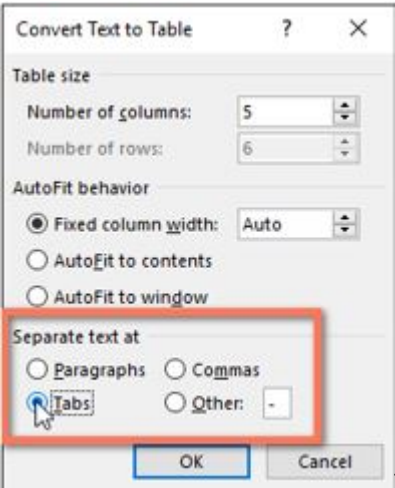 Convert Text to Table ? ×
Table size
Number of columns: 5
Number of rows: 6
AutoFit behavior
Fixed column width: Auto
AutoFit to contents
AutoFit to window
Separate text at
Paragraphs Commas
Tabs Other: -
OK Cancel